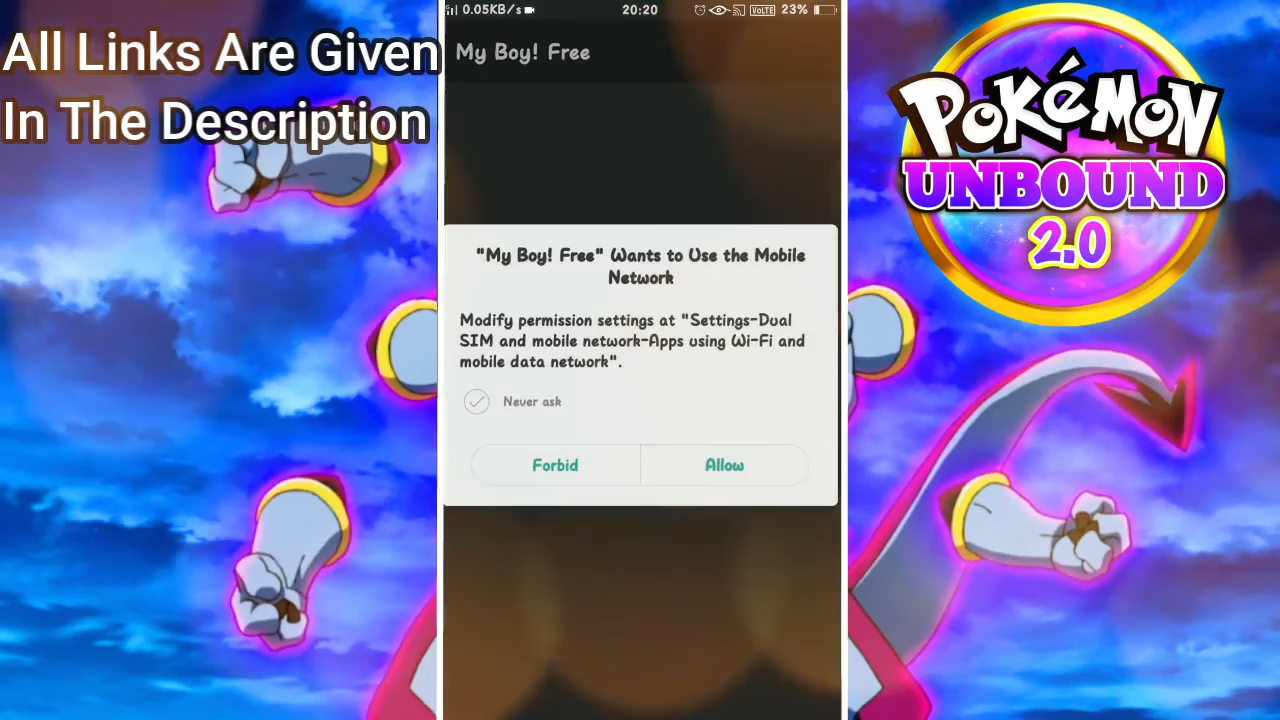 All Links Are Given
In The Description
0.05KB/s 20:20 VoLTE 23%
My Boy! Free
"My Boy! Free" Wants to Use the Mobile
Network
Modify permission settings at "Settings-Dual
SIM and mobile network-Apps using Wi-Fi and
mobile data network".
Never ask
Forbid Allow
POKéMON
UNBOUND
2.0